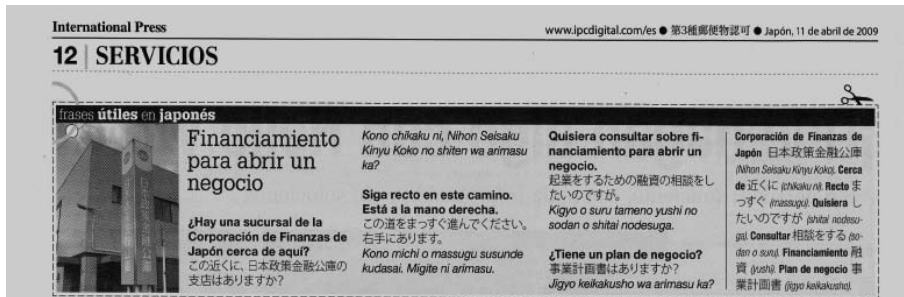 International Press
www.ipcdigital.com/es ● 第3種郵便物認可 ● Japón, 11 de abril de 2009
12 | SERVICIOS
frases útiles en japonés
Financiamiento
para abrir un
negocio
¿Hay una sucursal de la
Corporación de Finanzas de
Japón cerca de aquí?
この近くに、日本政策金融公庫の
支店はありますか?
Kono chikaku ni, Nihon Seisaku
Kinyu Koko no shiten wa arimasu
ka?
Siga recto en este camino.
Está a la mano derecha.
この道をまっすぐ進んでください。
右手にあります。
Kono michi o massugu susunde
kudasai. Migite ni arimasu.
Quisiera consultar sobre fi-
nanciamiento para abrir un
negocio.
起業をするための融資の相談をし
たいのですが。
Kigyo o suru tameno yushi no
sodan o shitai nodesuga.
¿Tiene un plan de negocio?
事業計画書はありますか?
Jigyo keikakusho wa arimasu ka?
Corporación de Finanzas de
Japón 日本政策金融公庫
(Nihon Seisaku Kinyu Koko). Cerca
de 近くに (chikaku ni). Recto ま
っすぐ (massugu). Quisiera し
たいのですが (shitai nodesu-
ga). Consultar 相談をする (so-
dan o suru). Financiamiento 融
資 (yushi). Plan de negocio 事
業計画書 (jigyo keikakusho).